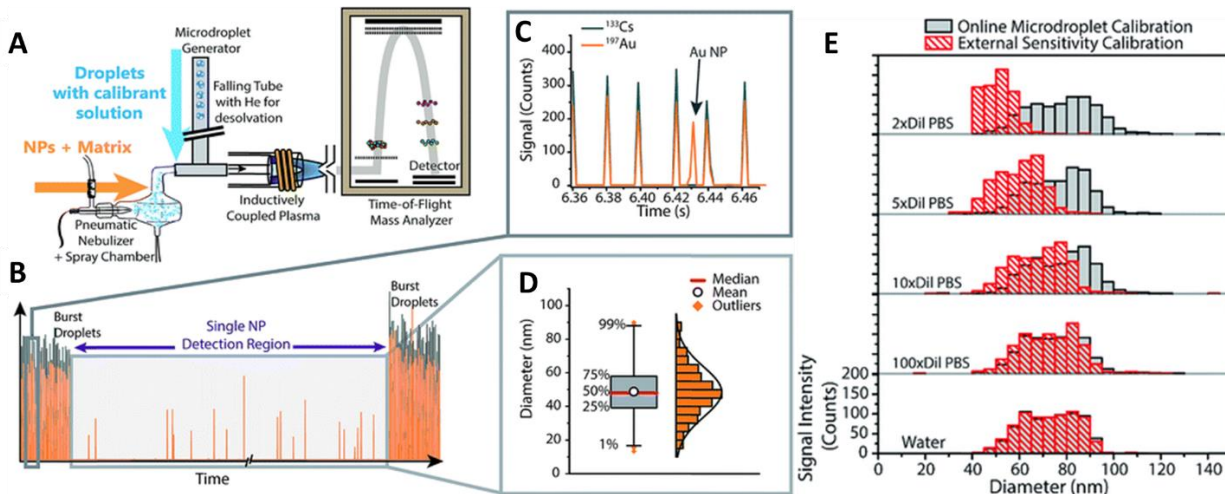 A
Microdroplet
Generator
Droplets
with calibrant
solution
Falling Tube
with He for
desolvation
NPs + Matrix
Pneumatic
Nebulizer
+ Spray Chamber
Inductively
Coupled Plasma
Detector
Time-of-Flight
Mass Analyzer
B
Burst
Droplets
Single NP
Detection Region
Burst
Droplets
Time
C
133Cs
197Au
Au NP
Signal (Counts)
400
300
200
100
0
6.36 6.38 6.40 6.42 6.44 6.46
Time (s)
D
Median
Mean
Outliers
Diameter (nm)
100
80
60
40
20
0
99%
75%
50%
25%
1%
E
Online Microdroplet Calibration
External Sensitivity Calibration
2xDil PBS
5xDil PBS
10xDil PBS
100xDil PBS
Water
Signal Intensity
(Counts)
200
150
100
50
0
0 20 40 60 80 100 120 140
Diameter (nm)